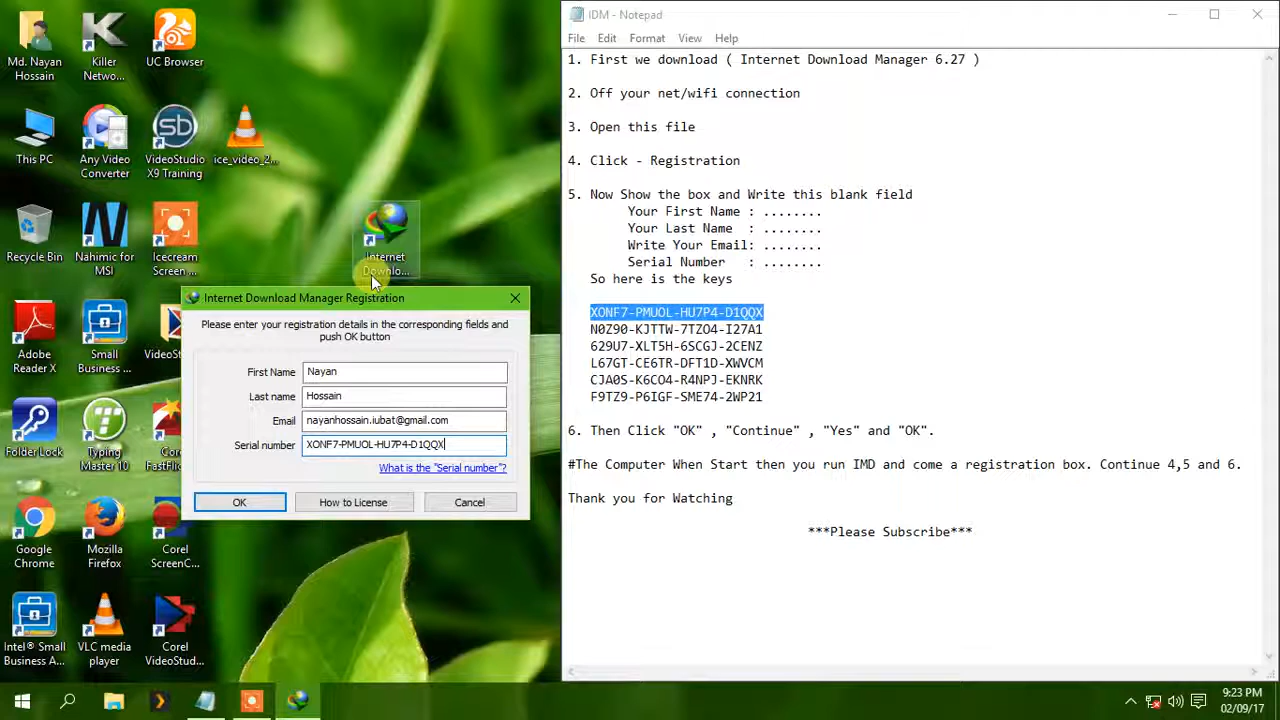 Md. Nayan
Hossain
Killer
Netwo...
UC Browser
This PC
Any Video
Converter
VideoStudio
X9 Training
ice_video_2...
Recycle Bin
Nahimic for
MSI
Icecream
Screen ...
Internet
Downlo...
Adobe
Reader X
Small
Business ...
VideoSt...
Folder Lock
Typing
Master 10
Corel
FastFlic...
Google
Chrome
Mozilla
Firefox
Corel
ScreenC...
Intel® Small
Business A...
VLC media
player
Corel
VideoStud...
Internet Download Manager Registration
Please enter your registration details in the corresponding fields and
push OK button
First Name Nayan
Last name Hossain
Email nayanhossain.iubat@gmail.com
Serial number XONF7-PMUOL-HU7P4-D1QQX
What is the "Serial number"?
OK How to License Cancel
IDM - Notepad
File Edit Format View Help
1. First we download ( Internet Download Manager 6.27 )
2. Off your net/wifi connection
3. Open this file
4. Click - Registration
5. Now Show the box and Write this blank field
Your First Name : ........
Your Last Name : ........
Write Your Email: ........
Serial Number : ........
So here is the keys
XONF7-PMUOL-HU7P4-D1QQX
N0Z90-KJTTW-7TZO4-I27A1
629U7-XLT5H-6SCGJ-2CENZ
L67GT-CE6TR-DFT1D-XWVCM
CJA0S-K6CO4-R4NPJ-EKNRK
F9TZ9-P6IGF-SME74-2WP21
6. Then Click "OK" , "Continue" , "Yes" and "OK".
#The Computer When Start then you run IMD and come a registration box. Continue 4,5 and 6.
Thank you for Watching
***Please Subscribe***
9:23 PM
02/09/17